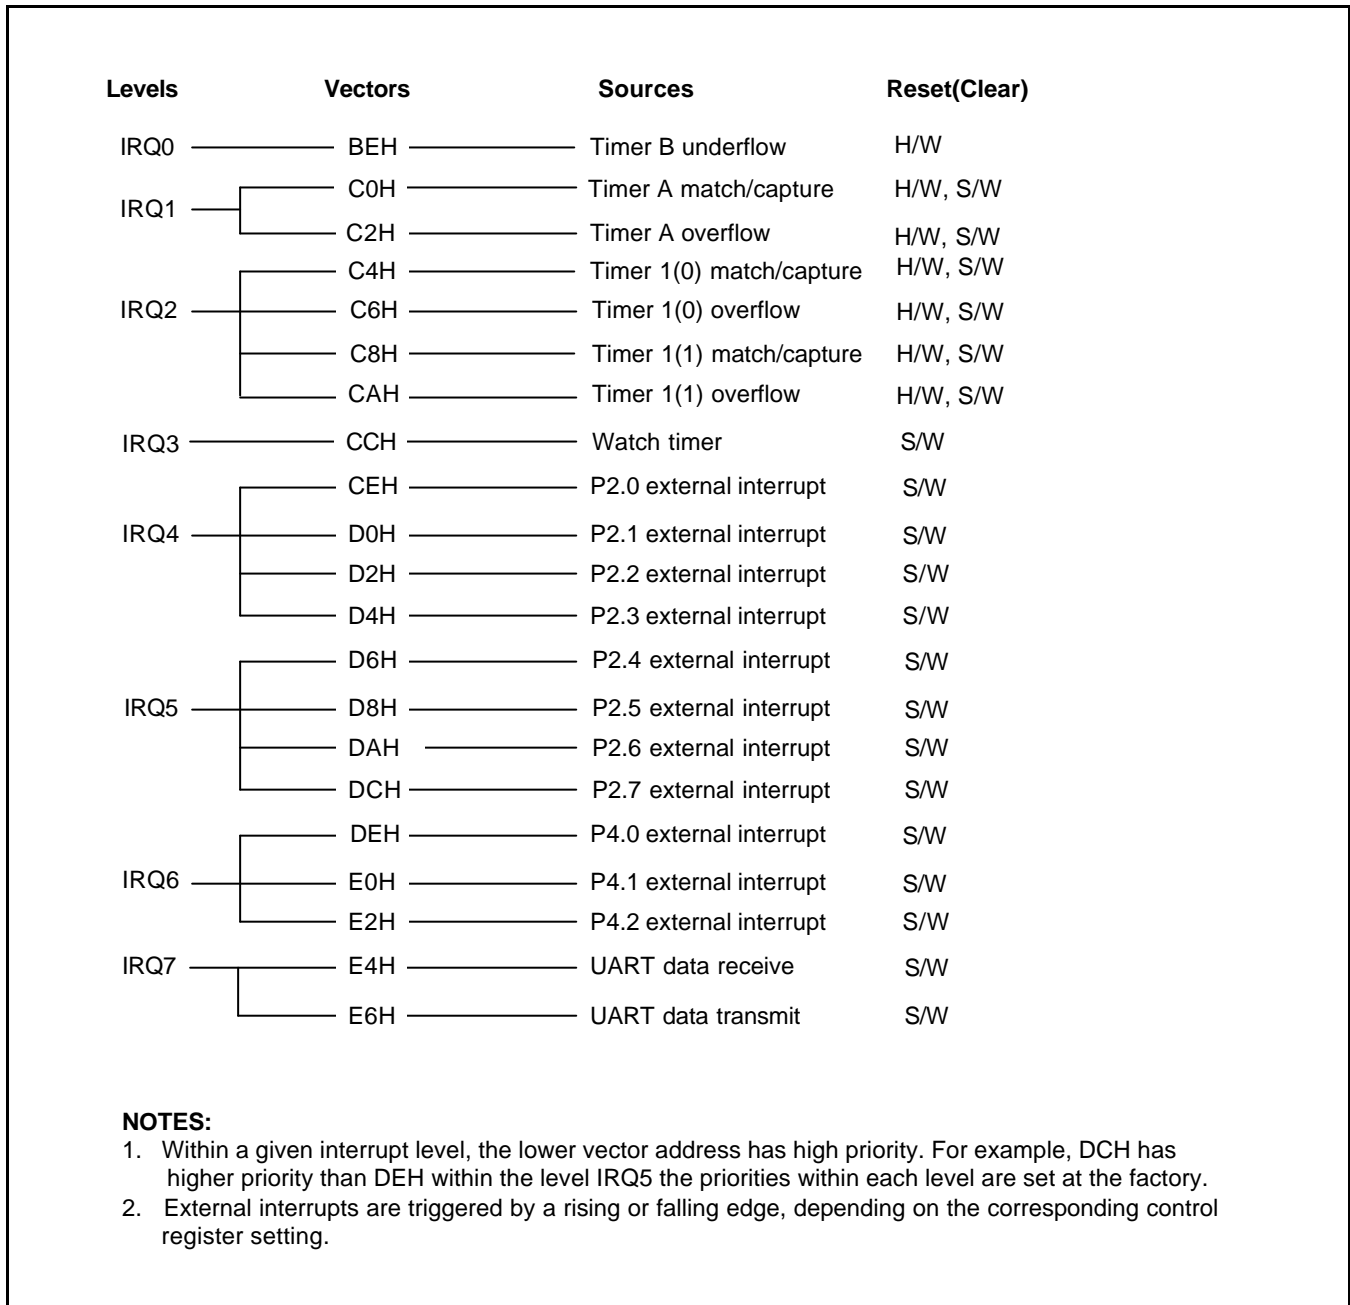 Levels Vectors Sources Reset(Clear)
IRQ0 BEH Timer B underflow H/W
IRQ1 C0H Timer A match/capture H/W, S/W
C2H Timer A overflow H/W, S/W
C4H Timer 1(0) match/capture H/W, S/W
IRQ2 C6H Timer 1(0) overflow H/W, S/W
C8H Timer 1(1) match/capture H/W, S/W
CAH Timer 1(1) overflow H/W, S/W
IRQ3 CCH Watch timer S/W
CEH P2.0 external interrupt S/W
IRQ4 D0H P2.1 external interrupt S/W
D2H P2.2 external interrupt S/W
D4H P2.3 external interrupt S/W
D6H P2.4 external interrupt S/W
IRQ5 D8H P2.5 external interrupt S/W
DAH P2.6 external interrupt S/W
DCH P2.7 external interrupt S/W
DEH P4.0 external interrupt S/W
IRQ6 E0H P4.1 external interrupt S/W
E2H P4.2 external interrupt S/W
IRQ7 E4H UART data receive S/W
E6H UART data transmit S/W
NOTES:
1. Within a given interrupt level, the lower vector address has high priority. For example, DCH has
higher priority than DEH within the level IRQ5 the priorities within each level are set at the factory.
2. External interrupts are triggered by a rising or falling edge, depending on the corresponding control
register setting.